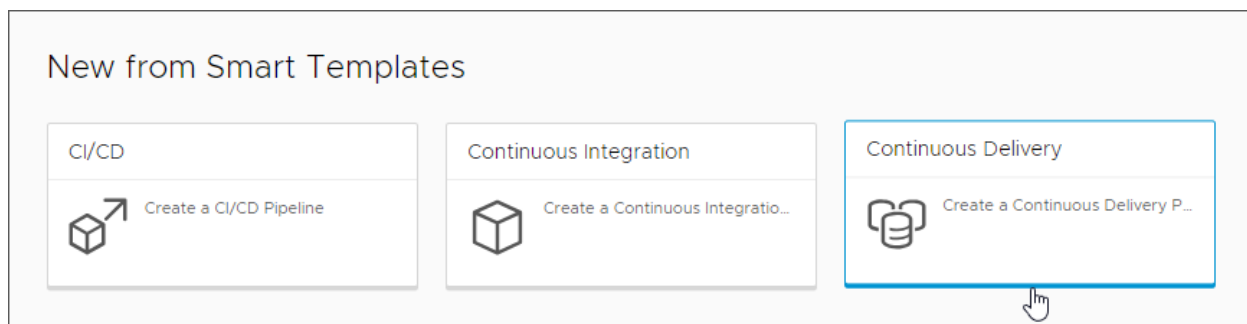 New from Smart Templates
CI/CD
Create a CI/CD Pipeline
Continuous Integration
Create a Continuous Integratio...
Continuous Delivery
Create a Continuous Delivery P...